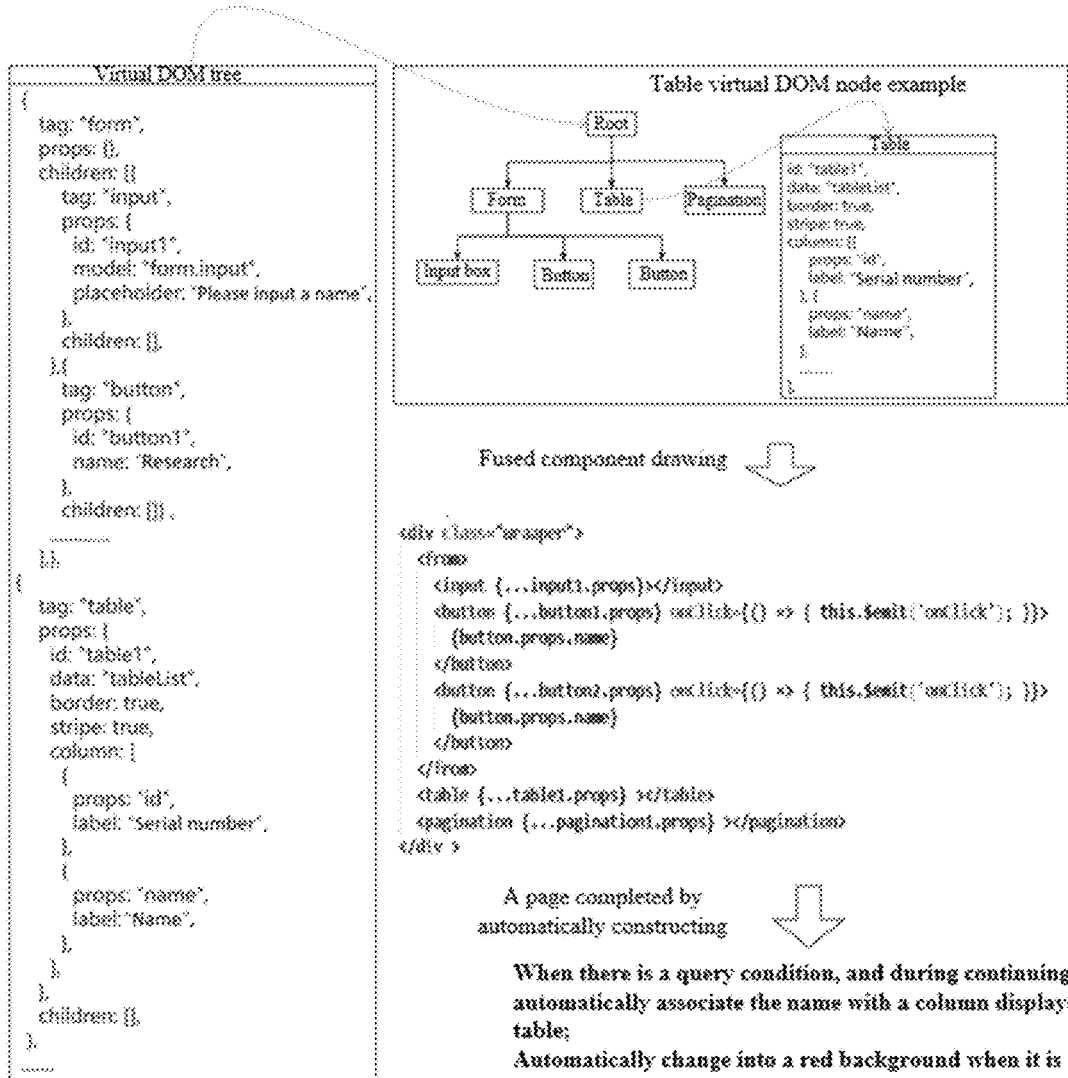 Virtual DOM tree
{
tag: "form",
props: {},
children: [{
tag: "input",
props: {
id: "input1",
model: "form.input",
placeholder: "Please input a name",
},
children: [],
},{
tag: "button",
props: {
id: "button1",
name: "Research",
},
children: []} ,
............
},},
{
tag: "table",
props: {
id: "table1",
data: "tableList",
border: true,
stripe: true,
column: [
{
props: "id",
label: "Serial number",
},
{
props: "name",
label:"Name",
},
},
},
children: [],
},
.......
Table virtual DOM node example
Root
Form
Table
Pagination
Input box
Button
Button
Table
id: "table1",
data: "tableList",
border: true,
stripe: true,
column: [{
props: "id",
label: "Serial number",
}, {
props: "name",
label: "Name",
},
........
},
Fused component drawing
<div class="wrapper">
<from>
<input {...input1.props}></input>
<button {...button1.props} onClick={() => { this.$emit('onClick'); }}>
{button.props.name}
</button>
<button {...button2.props} onClick={() => { this.$emit('onClick'); }}>
{button.props.name}
</button>
</from>
<table {...table1.props} ></table>
<pagination {...pagination1.props} ></pagination>
</div >
A page completed by
automatically constructing
When there is a query condition, and during continuing
automatically associate the name with a column display
table;
Automatically change into a red background when it is